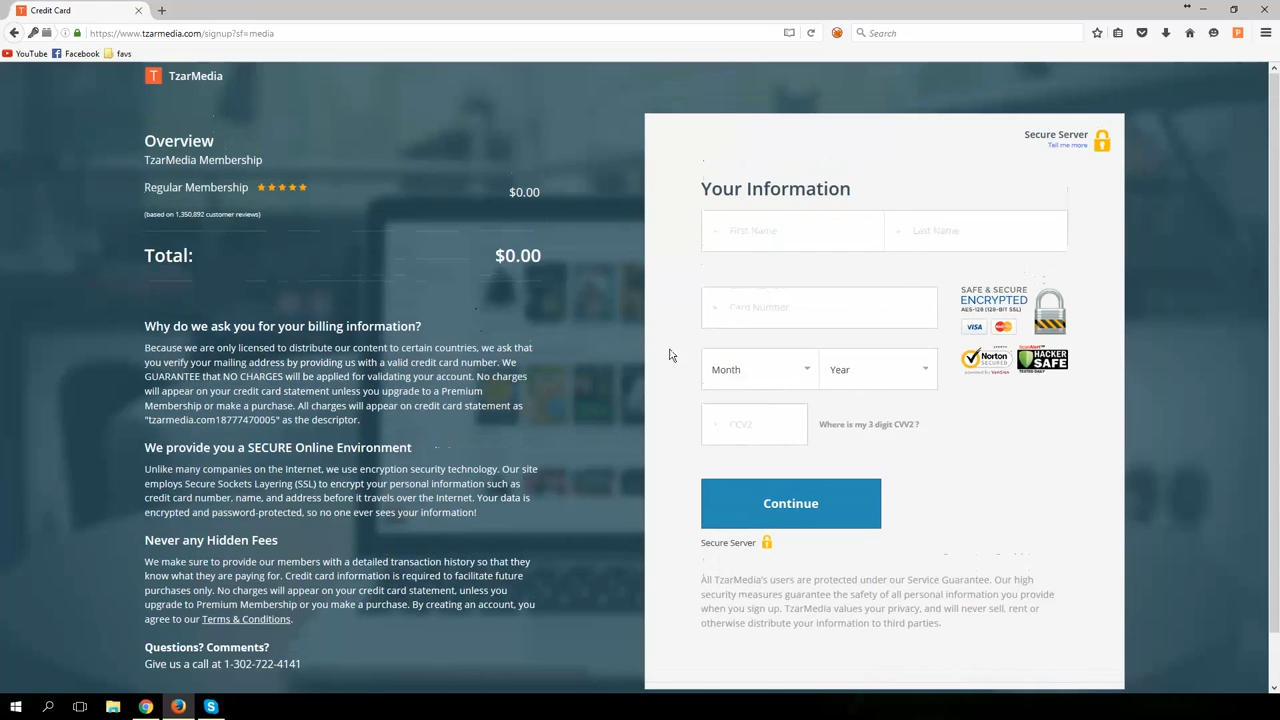 Credit Card
https://www.tzarmedia.com/signup?sf=media
Search
YouTube
Facebook
favs
T TzarMedia
Overview
TzarMedia Membership
Regular Membership
$0.00
(based on 1,350,892 customer reviews)
Total:
$0.00
Why do we ask you for your billing information?
Because we are only licensed to distribute our content to certain countries, we ask that
you verify your mailing address by providing us with a valid credit card number. We
GUARANTEE that NO CHARGES will be applied for validating your account. No charges
will appear on your credit card statement unless you upgrade to a Premium
Membership or make a purchase. All charges will appear on credit card statement as
"tzarmedia.com18777470005" as the descriptor.
We provide you a SECURE Online Environment
Unlike many companies on the Internet, we use encryption security technology. Our site
employs Secure Sockets Layering (SSL) to encrypt your personal information such as
credit card number, name, and address before it travels over the Internet. Your data is
encrypted and password-protected, so no one ever sees your information!
Never any Hidden Fees
We make sure to provide our members with a detailed transaction history so that they
know what they are paying for. Credit card information is required to facilitate future
purchases only. No charges will appear on your credit card statement, unless you
upgrade to Premium Membership or you make a purchase. By creating an account, you
agree to our Terms & Conditions.
Questions? Comments?
Give us a call at 1-302-722-4141
Secure Server
Tell me more
Your Information
First Name
Last Name
Card Number
SAFE & SECURE
ENCRYPTED
AES-128 (128-BIT SSL)
VISA
MasterCard
Norton
SECURED
powered by VeriSign
HACKER
SAFE
TESTED DAILY
Month
Year
CCV2
Where is my 3 digit CVV2 ?
Continue
Secure Server
All TzarMedia's users are protected under our Service Guarantee. Our high
security measures guarantee the safety of all personal information you provide
when you sign up. TzarMedia values your privacy, and will never sell, rent or
otherwise distribute your information to third parties.